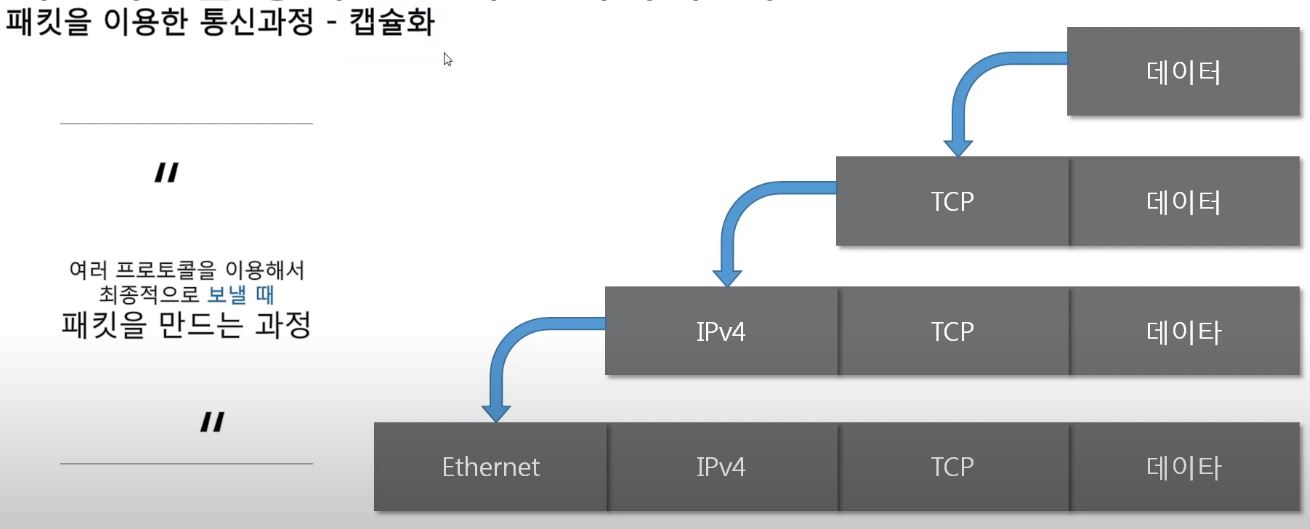 패킷을 이용한 통신과정 - 캡슐화
"
여러 프로토콜을 이용해서
최종적으로 보낼 때
패킷을 만드는 과정
"
데이터
TCP 데이터
IPv4 TCP 데이타
Ethernet IPv4 TCP 데이타